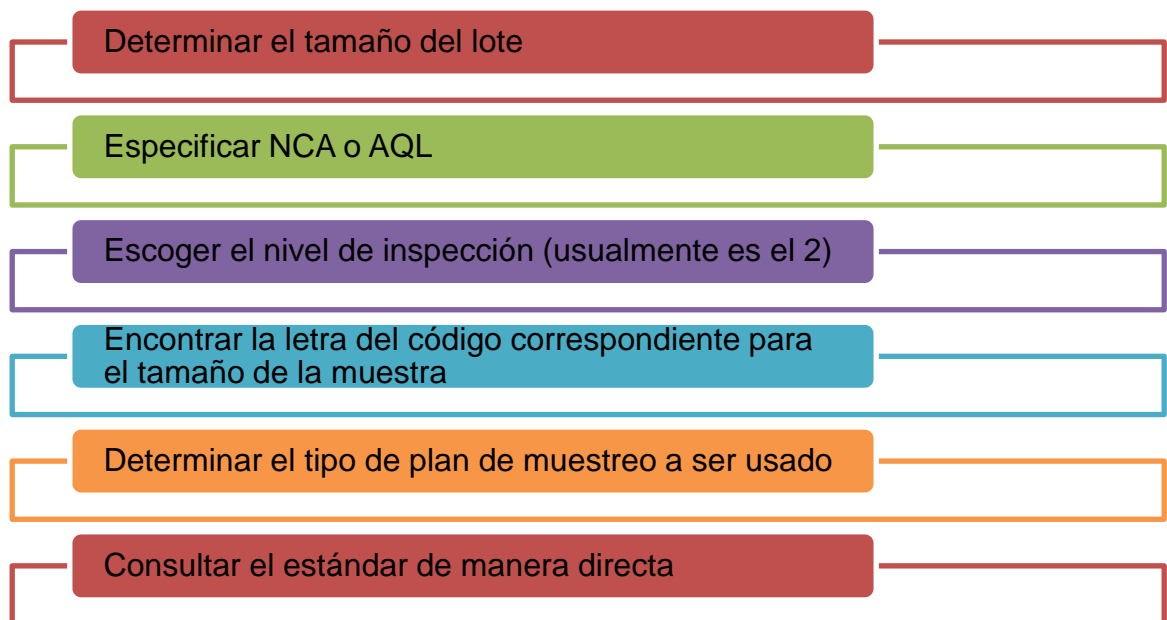 Determinar el tamaño del lote
Especificar NCA o AQL
Escoger el nivel de inspección (usualmente es el 2)
Encontrar la letra del código correspondiente para
el tamaño de la muestra
Determinar el tipo de plan de muestreo a ser usado
Consultar el estándar de manera directa